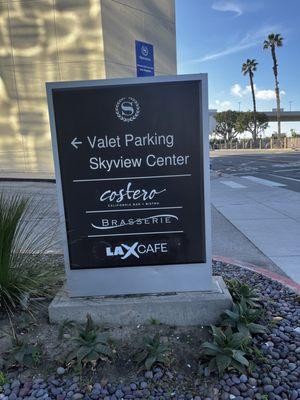 ← Valet Parking
Skyview Center
costero
CALIFORNIA BAR + BISTRO
BRASSERIE
LAX CAFE